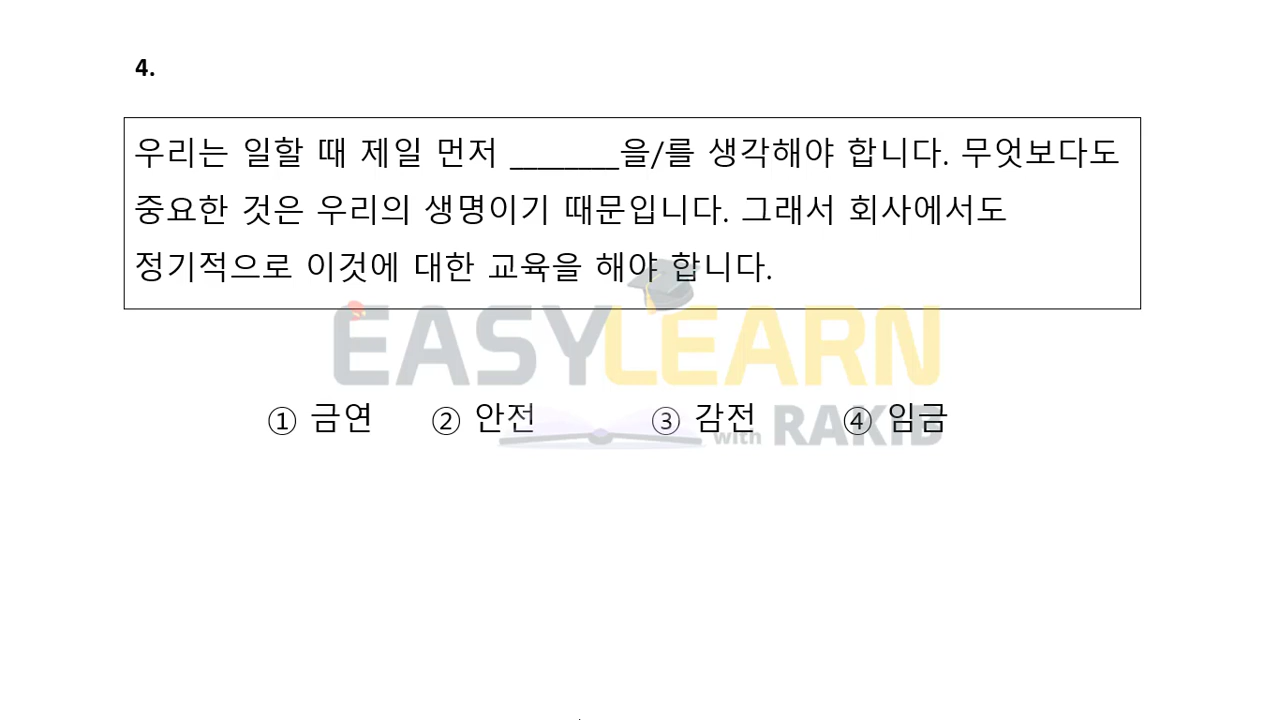 4.
우리는 일할 때 제일 먼저 ________을/를 생각해야 합니다. 무엇보다도
중요한 것은 우리의 생명이기 때문입니다. 그래서 회사에서도
정기적으로 이것에 대한 교육을 해야 합니다.
EASYLEARN
① 금연 ② 안전 ③ 감전 ④ 임금
with RAKIB